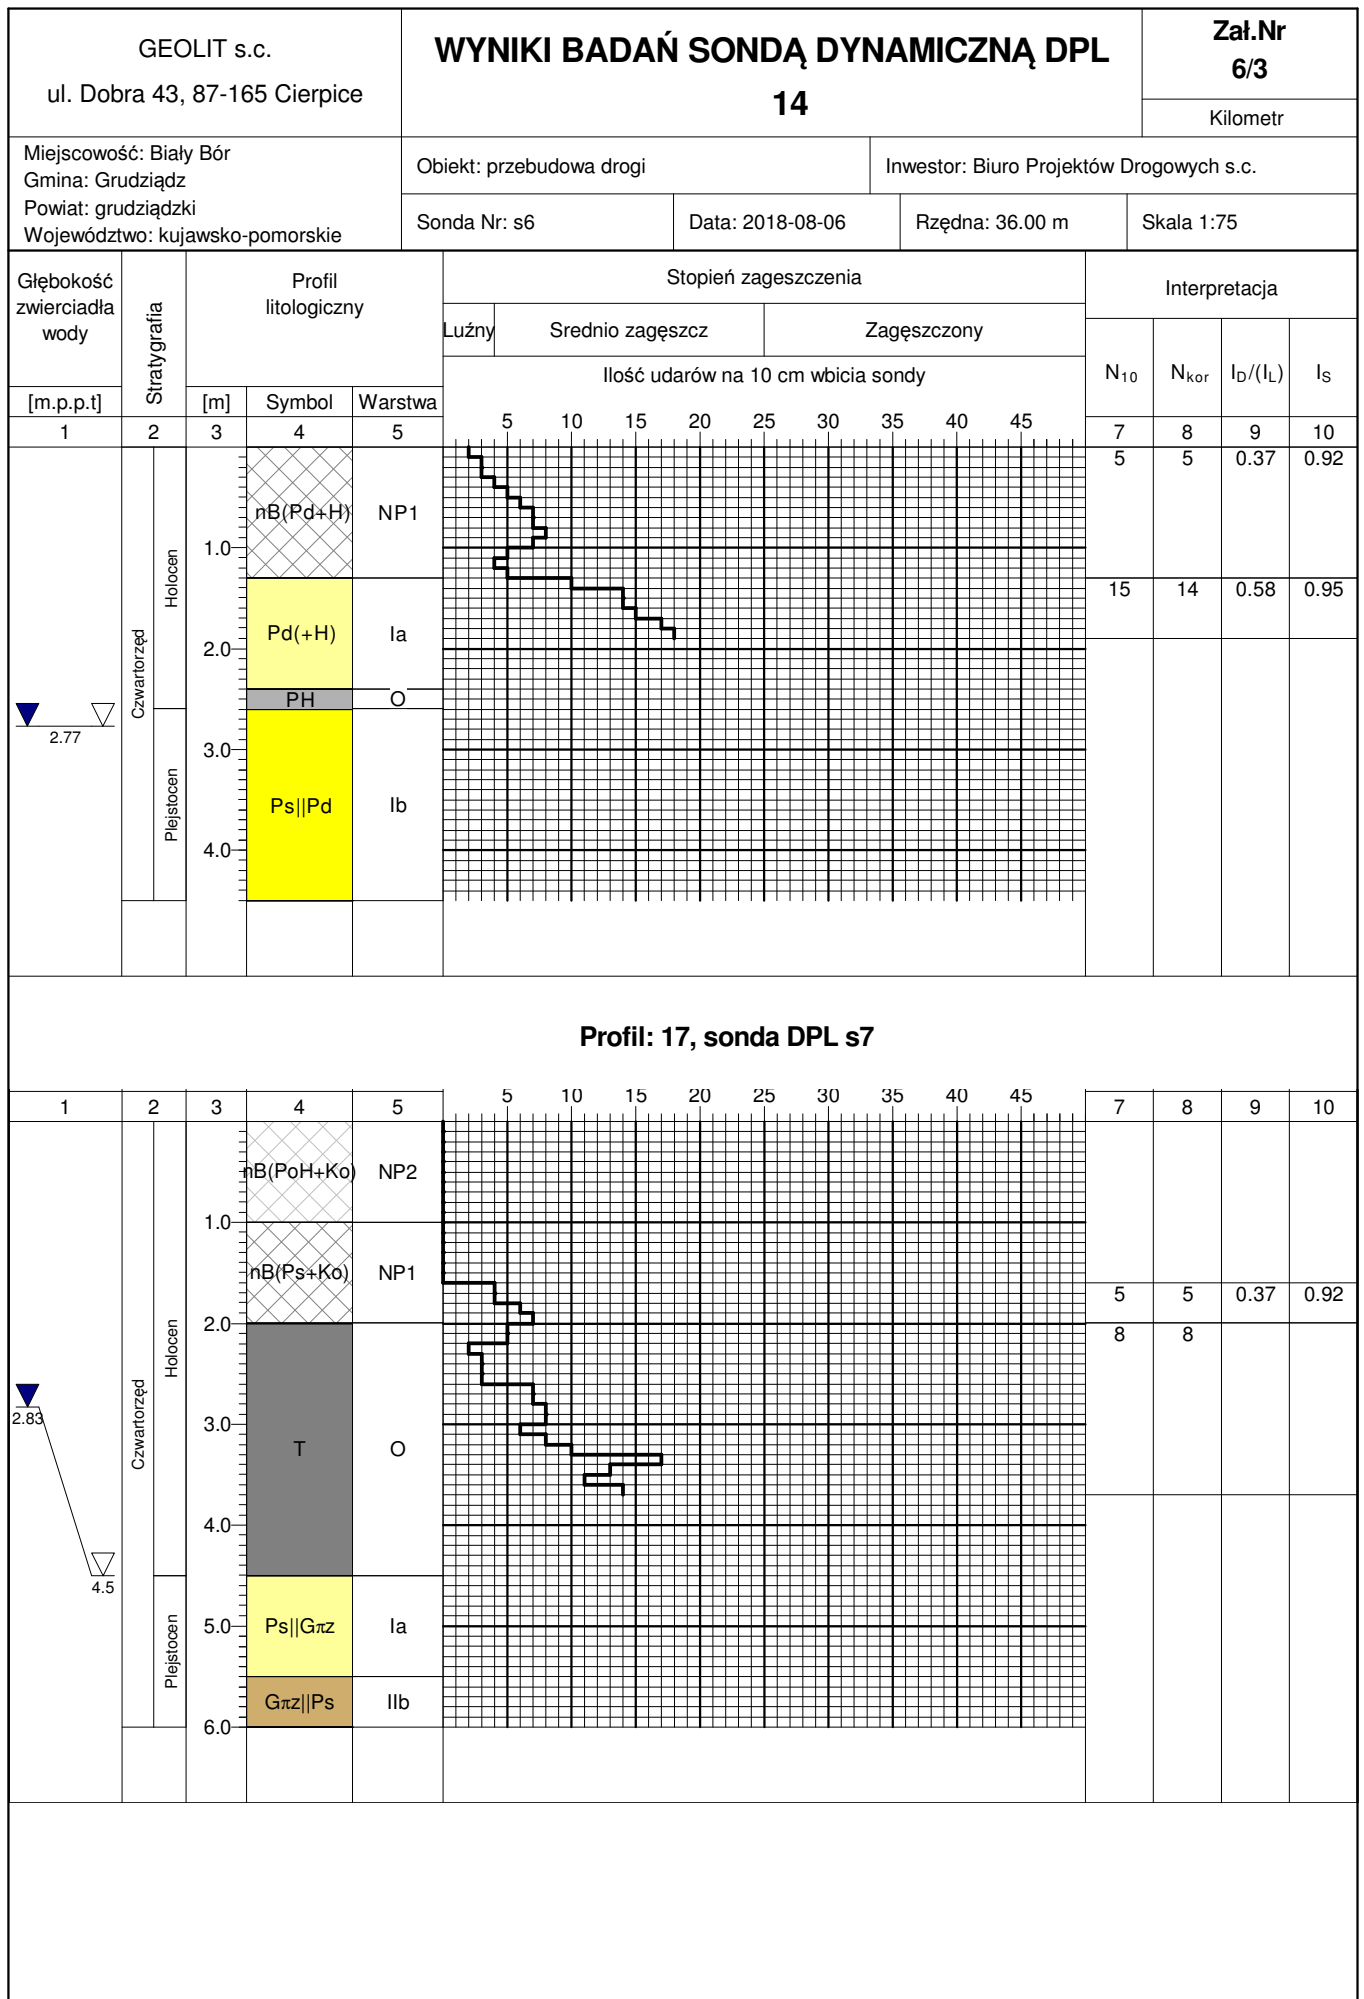 GEOLIT s.c.
ul. Dobra 43, 87-165 Cierpice
WYNIKI BADAŃ SONDĄ DYNAMICZNĄ DPL
14
Zał.Nr
6/3
Kilometr
Miejscowość: Biały Bór
Gmina: Grudziądz
Powiat: grudziądzki
Województwo: kujawsko-pomorskie
Obiekt: przebudowa drogi
Inwestor: Biuro Projektów Drogowych s.c.
Sonda Nr: s6
Data: 2018-08-06
Rzędna: 36.00 m
Skala 1:75
Głębokość
zwierciadła
wody
[m.p.p.t]
Stratygrafia
Profil
litologiczny
[m] Symbol Warstwa
Stopień zageszczenia
Luźny Srednio zagęszcz Zagęszczony
Ilość udarów na 10 cm wbicia sondy
Interpretacja
N10 Nkor ID/(IL) IS
1 2 3 4 5 5 10 15 20 25 30 35 40 45 7 8 9 10
nB(Pd+H) NP1 5 5 0.37 0.92
1.0
Holocen
Pd(+H) Ia 15 14 0.58 0.95
2.0
Czwartorzęd
PH O
2.77
3.0
Plejstocen
Ps||Pd Ib
4.0
Profil: 17, sonda DPL s7
1 2 3 4 5 5 10 15 20 25 30 35 40 45 7 8 9 10
nB(PoH+Ko) NP2
1.0
nB(Ps+Ko) NP1 5 5 0.37 0.92
2.0
8 8
Holocen
Czwartorzęd
2.83
3.0
T O
4.0
4.5
5.0
Ps||Gπz Ia
Plejstocen
Gπz||Ps IIb
6.0